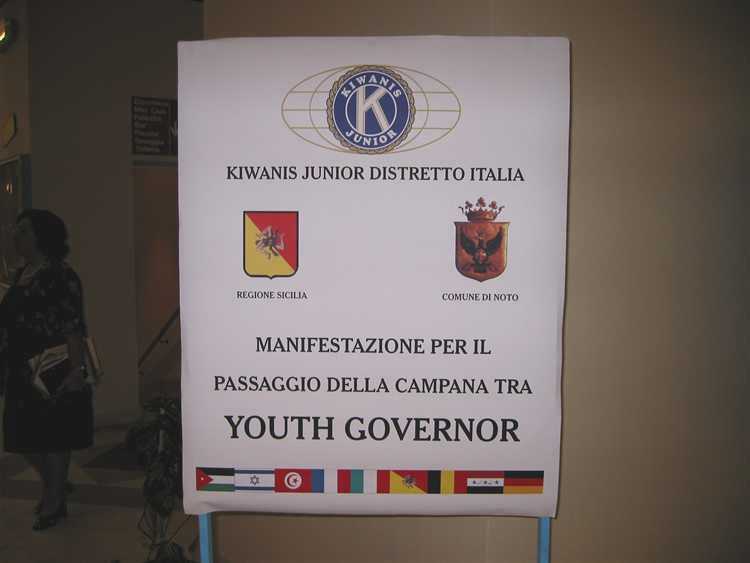 KIWANIS
K
JUNIOR
KIWANIS JUNIOR DISTRETTO ITALIA
REGIONE SICILIA
COMUNE DI NOTO
MANIFESTAZIONE PER IL
PASSAGGIO DELLA CAMPANA TRA
YOUTH GOVERNOR